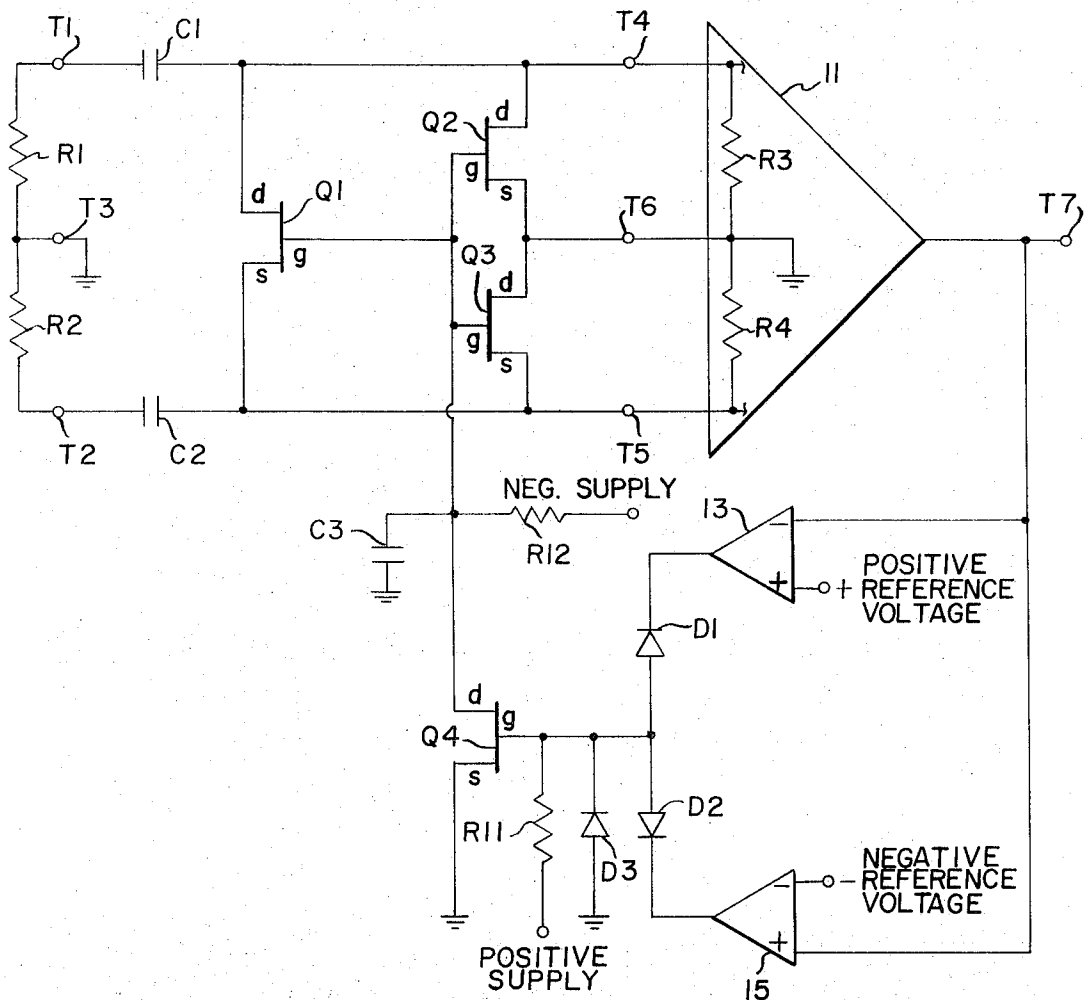 T1
C1
T4
11
R1
Q2
d
g
s
R3
d
Q1
T3
T6
T7
s
g
Q3
d
g
s
R2
R4
T2
C2
T5
NEG. SUPPLY
C3
R12
13
−
+
+ POSITIVE
REFERENCE
VOLTAGE
D1
d
g
Q4
s
R11
D3
D2
−
− NEGATIVE
REFERENCE
VOLTAGE
+
15
POSITIVE
SUPPLY